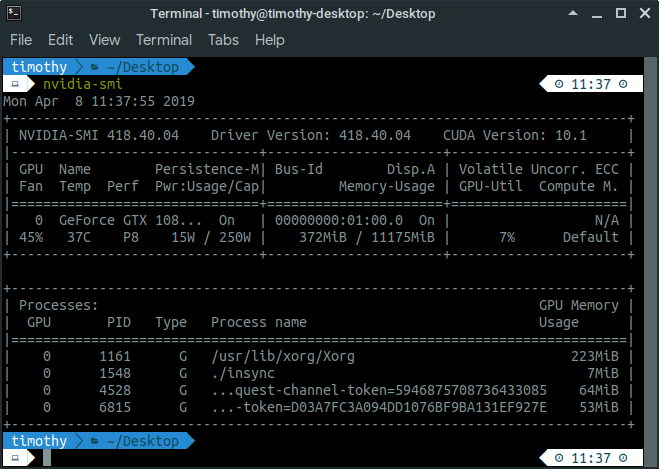 Terminal - timothy@timothy-desktop: ~/Desktop
File Edit View Terminal Tabs Help
timothy ~/Desktop
nvidia-smi 11:37
Mon Apr  8 11:37:55 2019
+-----------------------------------------------------------------------------+
| NVIDIA-SMI 418.40.04    Driver Version: 418.40.04    CUDA Version: 10.1     |
|-------------------------------+----------------------+----------------------+
| GPU  Name        Persistence-M| Bus-Id        Disp.A | Volatile Uncorr. ECC |
| Fan  Temp  Perf  Pwr:Usage/Cap|         Memory-Usage | GPU-Util  Compute M. |
|===============================+======================+======================|
|   0  GeForce GTX 108...  On   | 00000000:01:00.0  On |                  N/A |
| 45%   37C    P8    15W / 250W |    372MiB / 11175MiB |      7%      Default |
+-------------------------------+----------------------+----------------------+
+-----------------------------------------------------------------------------+
| Processes:                                                       GPU Memory |
|  GPU       PID   Type   Process name                             Usage      |
|=============================================================================|
|    0      1161      G   /usr/lib/xorg/Xorg                           223MiB |
|    0      1548      G   ./insync                                       7MiB |
|    0      4528      G   ...quest-channel-token=5946875708736433085    64MiB |
|    0      6815      G   ...-token=D03A7FC3A094DD1076BF9BA131EF927E    53MiB |
+-----------------------------------------------------------------------------+
timothy ~/Desktop
11:37